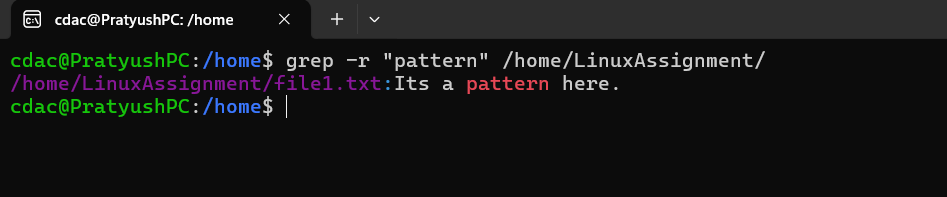 cdac@PratyushPC: /home
cdac@PratyushPC:/home$ grep -r "pattern" /home/LinuxAssignment/
/home/LinuxAssignment/file1.txt:Its a pattern here.
cdac@PratyushPC:/home$